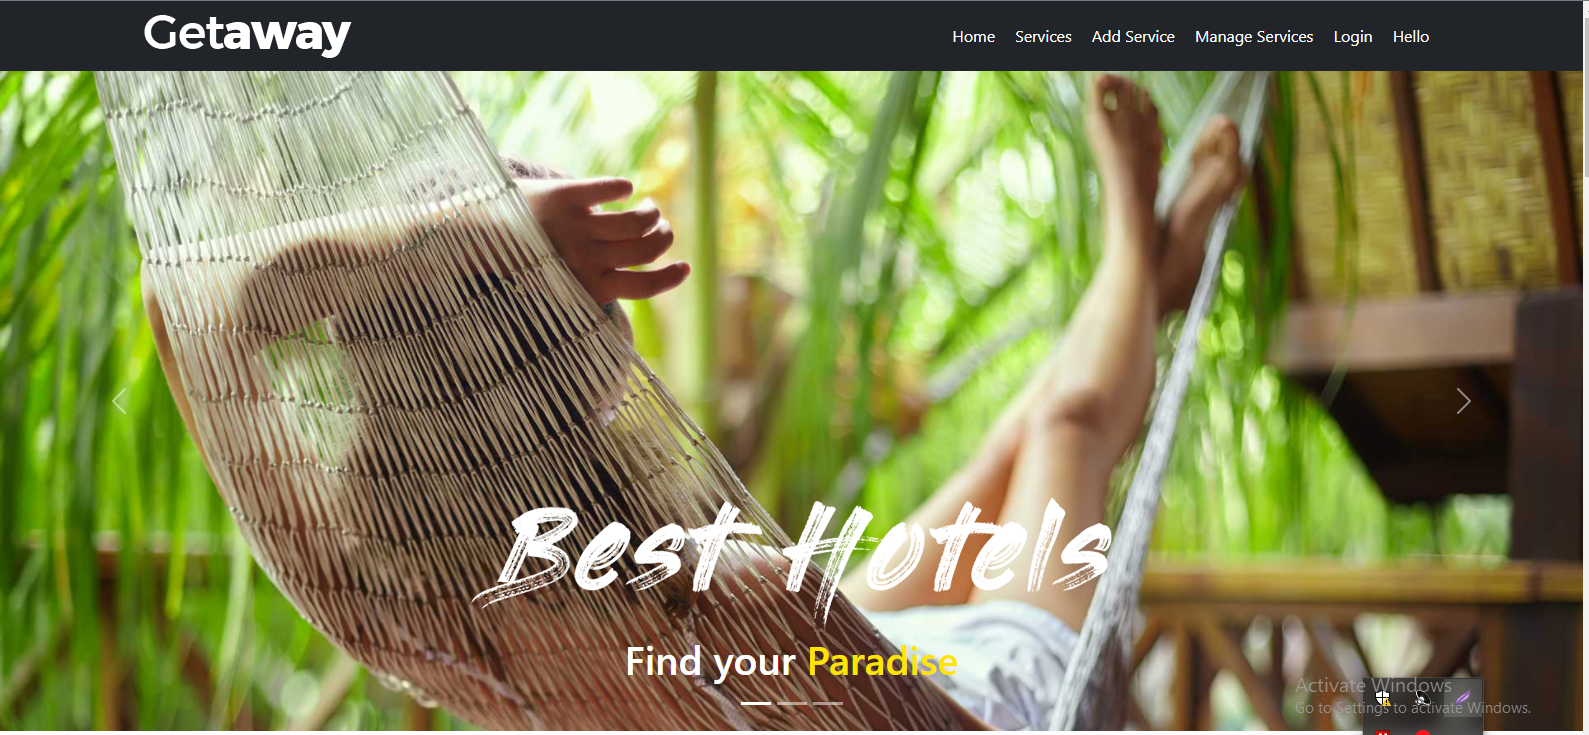 Getaway
Home Services Add Service Manage Services Login Hello
Best Hotels
Find your Paradise
Activate Windows
Go to Settings to activate Windows.